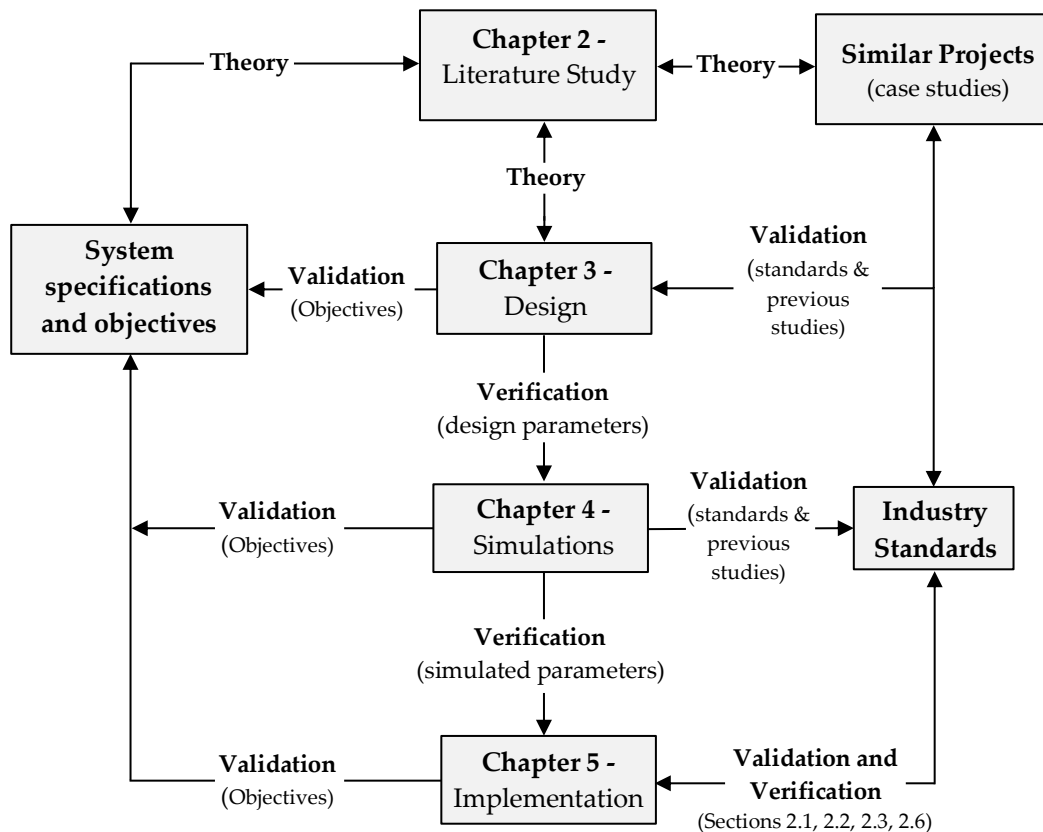 Chapter 2 -
Literature Study
Similar Projects
(case studies)
Theory
Theory
Theory
System
specifications
and objectives
Validation
(Objectives)
Chapter 3 -
Design
Validation
(standards &
previous
studies)
Verification
(design parameters)
Validation
(Objectives)
Chapter 4 -
Simulations
Validation
(standards &
previous
studies)
Industry
Standards
Verification
(simulated parameters)
Validation
(Objectives)
Chapter 5 -
Implementation
Validation and
Verification
(Sections 2.1, 2.2, 2.3, 2.6)